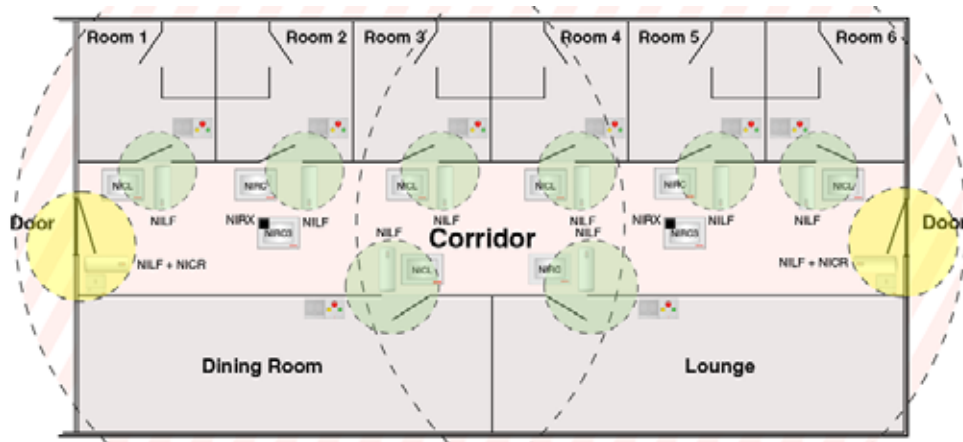 Room 1
Room 2
Room 3
Room 4
Room 5
Room 6
NICL
NIRC
NICL
NICL
NIRC
NICL
NILF
NIRX
NILF
NILF
NILF
NIRX
NILF
NILF
NIRG3
NIRG3
Door
Door
NILF
NILF
Corridor
NILF + NICR
NILF + NICR
NICL
NIRC
Dining Room
Lounge